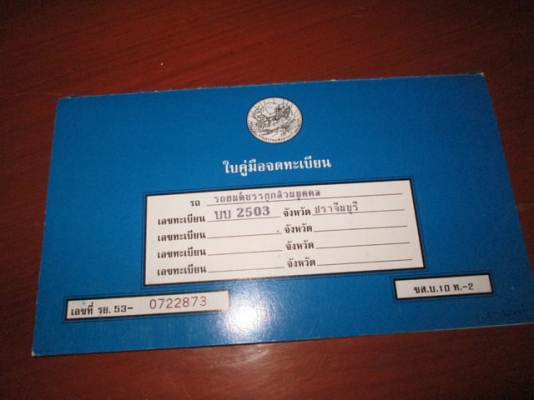 ใบคู่มือจดทะเบียน
รถ รถยนต์บรรทุกส่วนบุคคล
เลขทะเบียน บบ 2503 จังหวัด ปราจีนบุรี
เลขทะเบียน จังหวัด
เลขทะเบียน จังหวัด
เลขทะเบียน จังหวัด
เลขที่ รย. 53- 0722873
ขส.บ.10 ท.-2